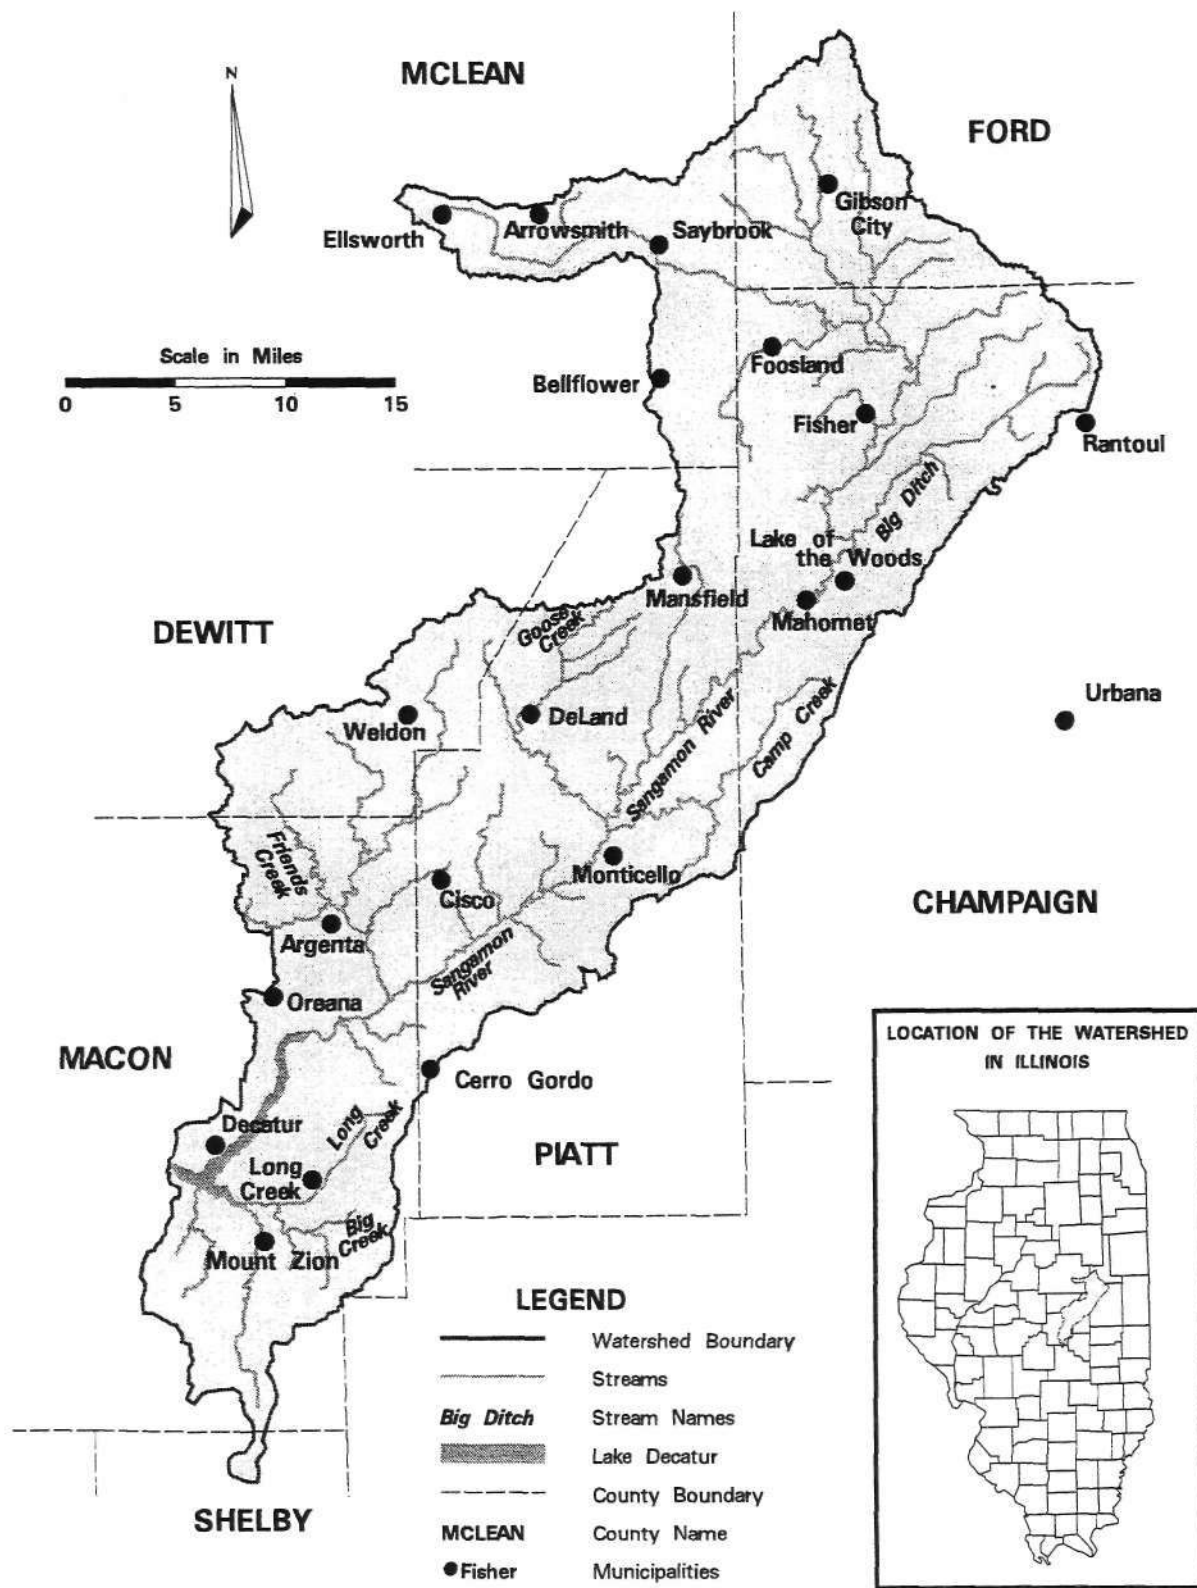 MCLEAN
N
FORD
Gibson
City
Ellsworth
Arrowsmith
Saybrook
Scale in Miles
0 5 10 15
Foosland
Bellflower
Fisher
Rantoul
Big Ditch
Lake of
the Woods
Mansfield
Mahomet
Goose
Creek
DEWITT
Urbana
Weldon
DeLand
Sangamon River
Camp Creek
Friends
Creek
Monticello
Cisco
CHAMPAIGN
Argenta
Sangamon
River
Oreana
MACON
Cerro Gordo
Decatur
Long
Creek
PIATT
Long
Creek
Big
Creek
Mount Zion
SHELBY
LEGEND
Watershed Boundary
Streams
Big Ditch Stream Names
Lake Decatur
County Boundary
MCLEAN County Name
Fisher Municipalities
LOCATION OF THE WATERSHED
IN ILLINOIS